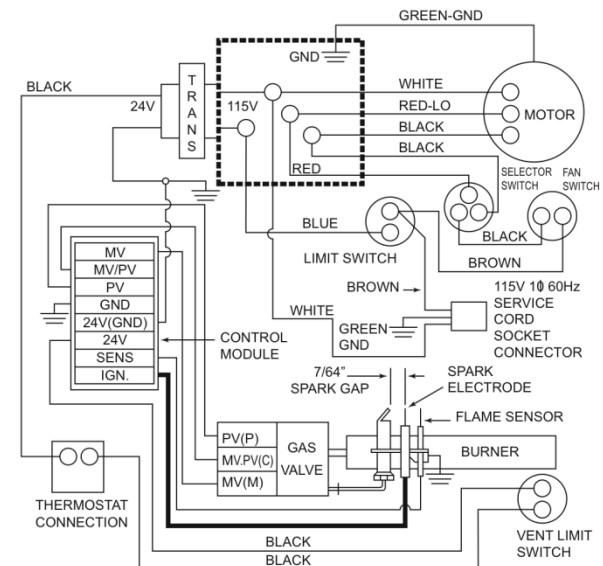 GREEN-GND
GND
BLACK
24V
T
R
A
N
S
115V
WHITE
RED-LO
BLACK
BLACK
MOTOR
RED
SELECTOR
SWITCH
FAN
SWITCH
BLUE
LIMIT SWITCH
BLACK
BROWN
BROWN
115V 1ϕ 60Hz
SERVICE
CORD
SOCKET
CONNECTOR
WHITE
GREEN
GND
MV
MV/PV
PV
GND
24V(GND)
24V
SENS
IGN.
CONTROL
MODULE
7/64"
SPARK GAP
SPARK
ELECTRODE
FLAME SENSOR
PV(P)
MV.PV(C)
MV(M)
GAS
VALVE
BURNER
THERMOSTAT
CONNECTION
VENT LIMIT
SWITCH
BLACK
BLACK